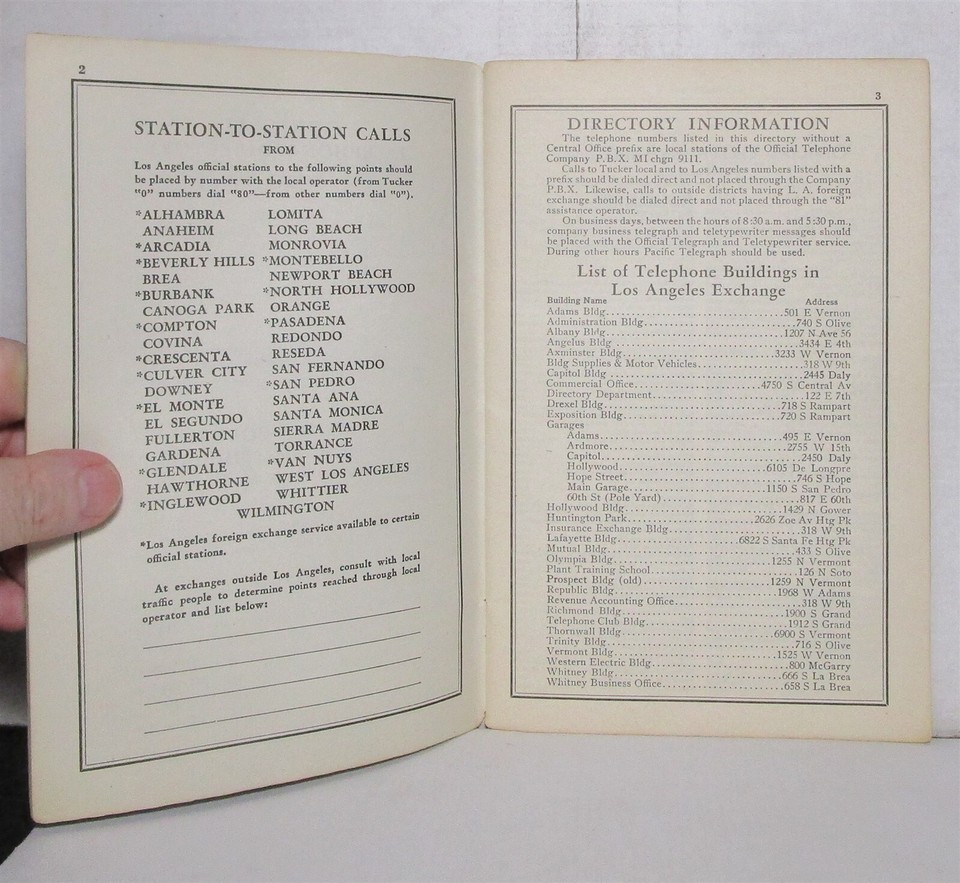 2
STATION-TO-STATION CALLS
FROM
Los Angeles official stations to the following points should
be placed by number with the local operator (from Tucker
"0" numbers dial "80"—from other numbers dial "0").
*ALHAMBRA
ANAHEIM
*ARCADIA
*BEVERLY HILLS
BREA
*BURBANK
CANOGA PARK
*COMPTON
COVINA
*CRESCENTA
*CULVER CITY
DOWNEY
*EL MONTE
EL SEGUNDO
FULLERTON
GARDENA
*GLENDALE
HAWTHORNE
*INGLEWOOD
LOMITA
LONG BEACH
MONROVIA
*MONTEBELLO
NEWPORT BEACH
*NORTH HOLLYWOOD
ORANGE
*PASADENA
REDONDO
RESEDA
SAN FERNANDO
*SAN PEDRO
SANTA ANA
SANTA MONICA
SIERRA MADRE
TORRANCE
*VAN NUYS
WEST LOS ANGELES
WHITTIER
WILMINGTON
*Los Angeles foreign exchange service available to certain
official stations.
At exchanges outside Los Angeles, consult with local
traffic people to determine points reached through local
operator and list below:
3
DIRECTORY INFORMATION
The telephone numbers listed in this directory without a
Central Office prefix are local stations of the Official Telephone
Company P.B.X. MI chgn 9111.
Calls to Tucker local and to Los Angeles numbers listed with a
prefix should be dialed direct and not placed through the Company
P.B.X. Likewise, calls to outside districts having L. A. foreign
exchange should be dialed direct and not placed through the "81"
assistance operator.
On business days, between the hours of 8:30 a.m. and 5:30 p.m.,
company business telegraph and teletypewriter messages should
be placed with the Official Telegraph and Teletypewriter service.
During other hours Pacific Telegraph should be used.
List of Telephone Buildings in
Los Angeles Exchange
Building Name Address
Adams Bldg. 501 E Vernon
Administration Bldg. 740 S Olive
Albany Bldg. 1207 N Ave 56
Angelus Bldg 3434 E 4th
Axminster Bldg. 3233 W Vernon
Bldg Supplies & Motor Vehicles. 318 W 9th
Capitol Bldg 2445 Daly
Commercial Office. 4750 S Central Av
Directory Department. 122 E 7th
Drexel Bldg. 718 S Rampart
Exposition Bldg. 720 S Rampart
Garages
Adams. 495 E Vernon
Ardmore. 2755 W 15th
Capitol. 2450 Daly
Hollywood. 6105 De Longpre
Hope Street. 746 S Hope
Main Garage. 1150 S San Pedro
60th St (Pole Yard). 817 E 60th
Hollywood Bldg. 1429 N Gower
Huntington Park. 2626 Zoe Av Htg Pk
Insurance Exchange Bldg. 318 W 9th
Lafayette Bldg. 6822 S Santa Fe Htg Pk
Mutual Bldg. 433 S Olive
Olympia Bldg. 1255 N Vermont
Plant Training School. 126 N Soto
Prospect Bldg (old) 1259 N Vermont
Republic Bldg. 1968 W Adams
Revenue Accounting Office. 318 W 9th
Richmond Bldg. 1900 S Grand
Telephone Club Bldg. 1912 S Grand
Thornwall Bldg. 6900 S Vermont
Trinity Bldg. 716 S Olive
Vermont Bldg. 1525 W Vernon
Western Electric Bldg. 800 McGarry
Whitney Bldg. 666 S La Brea
Whitney Business Office. 658 S La Brea